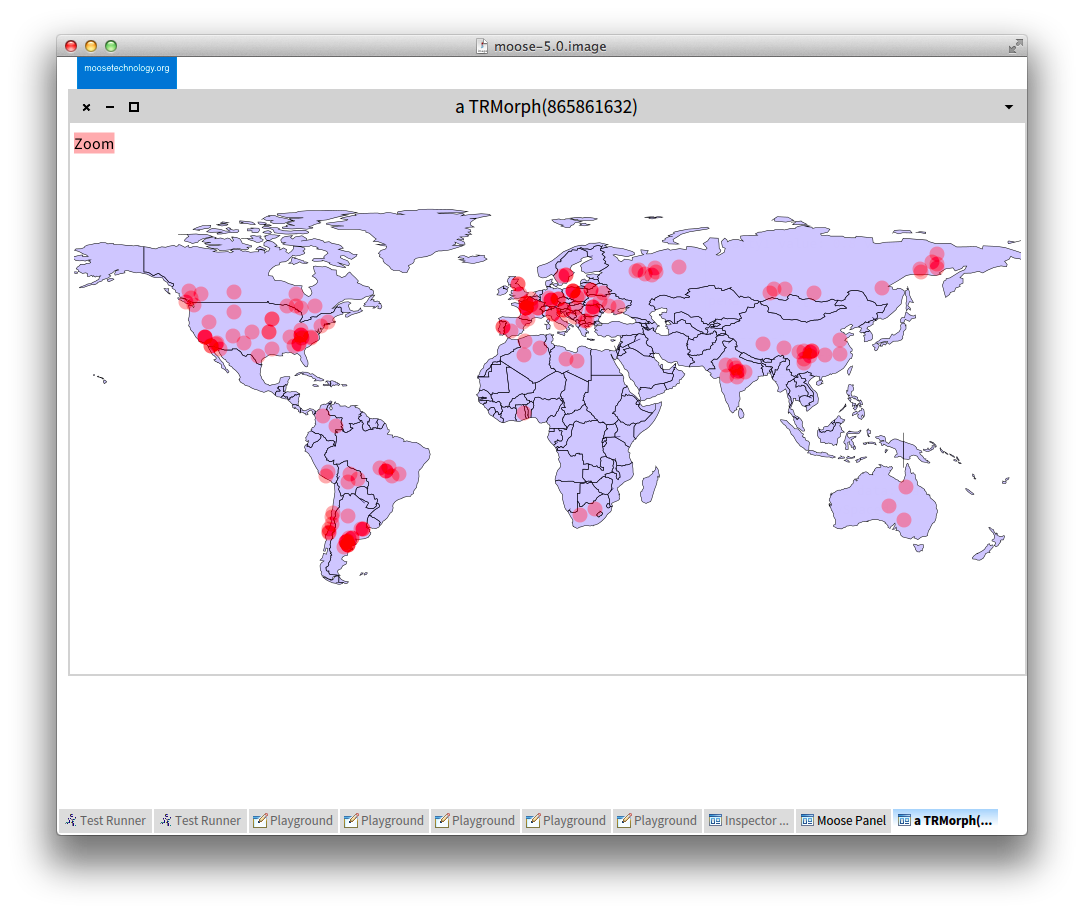 moose-5.0.image
moosetechnology.org
a TRMorph(865861632)
Zoom
Test Runner
Test Runner
Playground
Playground
Playground
Playground
Playground
Inspector ...
Moose Panel
a TRMorph(...